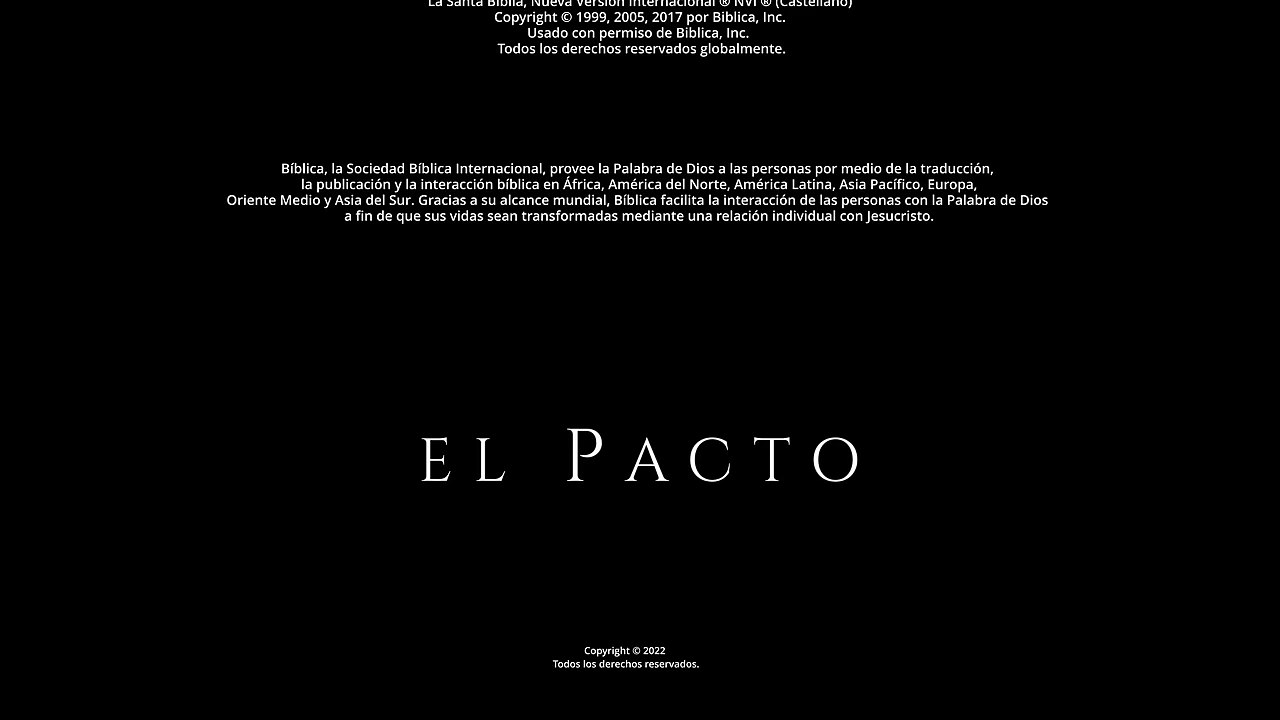 La Santa Biblia, Nueva Versión Internacional ® NVI ® (Castellano)
Copyright © 1999, 2005, 2017 por Biblica, Inc.
Usado con permiso de Biblica, Inc.
Todos los derechos reservados globalmente.
Bíblica, la Sociedad Bíblica Internacional, provee la Palabra de Dios a las personas por medio de la traducción,
la publicación y la interacción bíblica en África, América del Norte, América Latina, Asia Pacífico, Europa,
Oriente Medio y Asia del Sur. Gracias a su alcance mundial, Bíblica facilita la interacción de las personas con la Palabra de Dios
a fin de que sus vidas sean transformadas mediante una relación individual con Jesucristo.
EL PACTO
Copyright © 2022
Todos los derechos reservados.